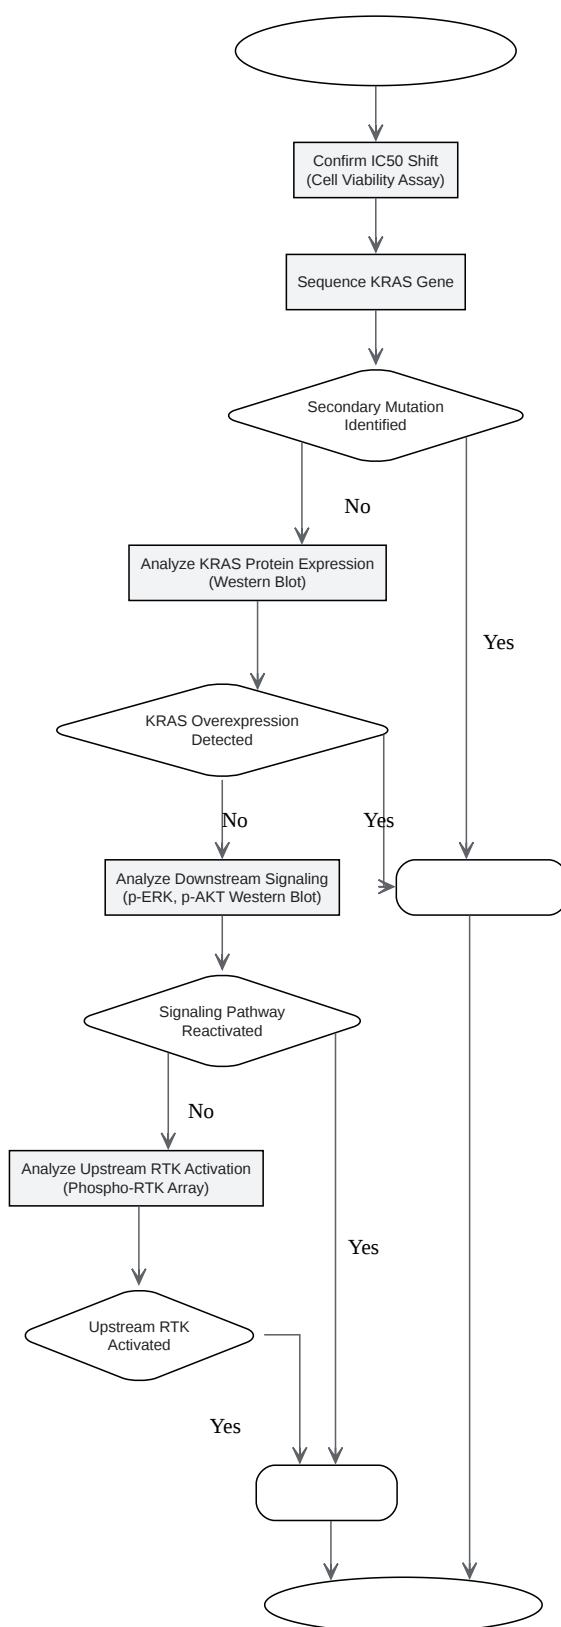 Confirm IC50 Shift
(Cell Viability Assay)
Sequence KRAS Gene
Secondary Mutation
Identified
No
Analyze KRAS Protein Expression
(Western Blot)
Yes
KRAS Overexpression
Detected
No
Yes
Analyze Downstream Signaling
(p-ERK, p-AKT Western Blot)
Signaling Pathway
Reactivated
No
Analyze Upstream RTK Activation
(Phospho-RTK Array)
Yes
Upstream RTK
Activated
Yes